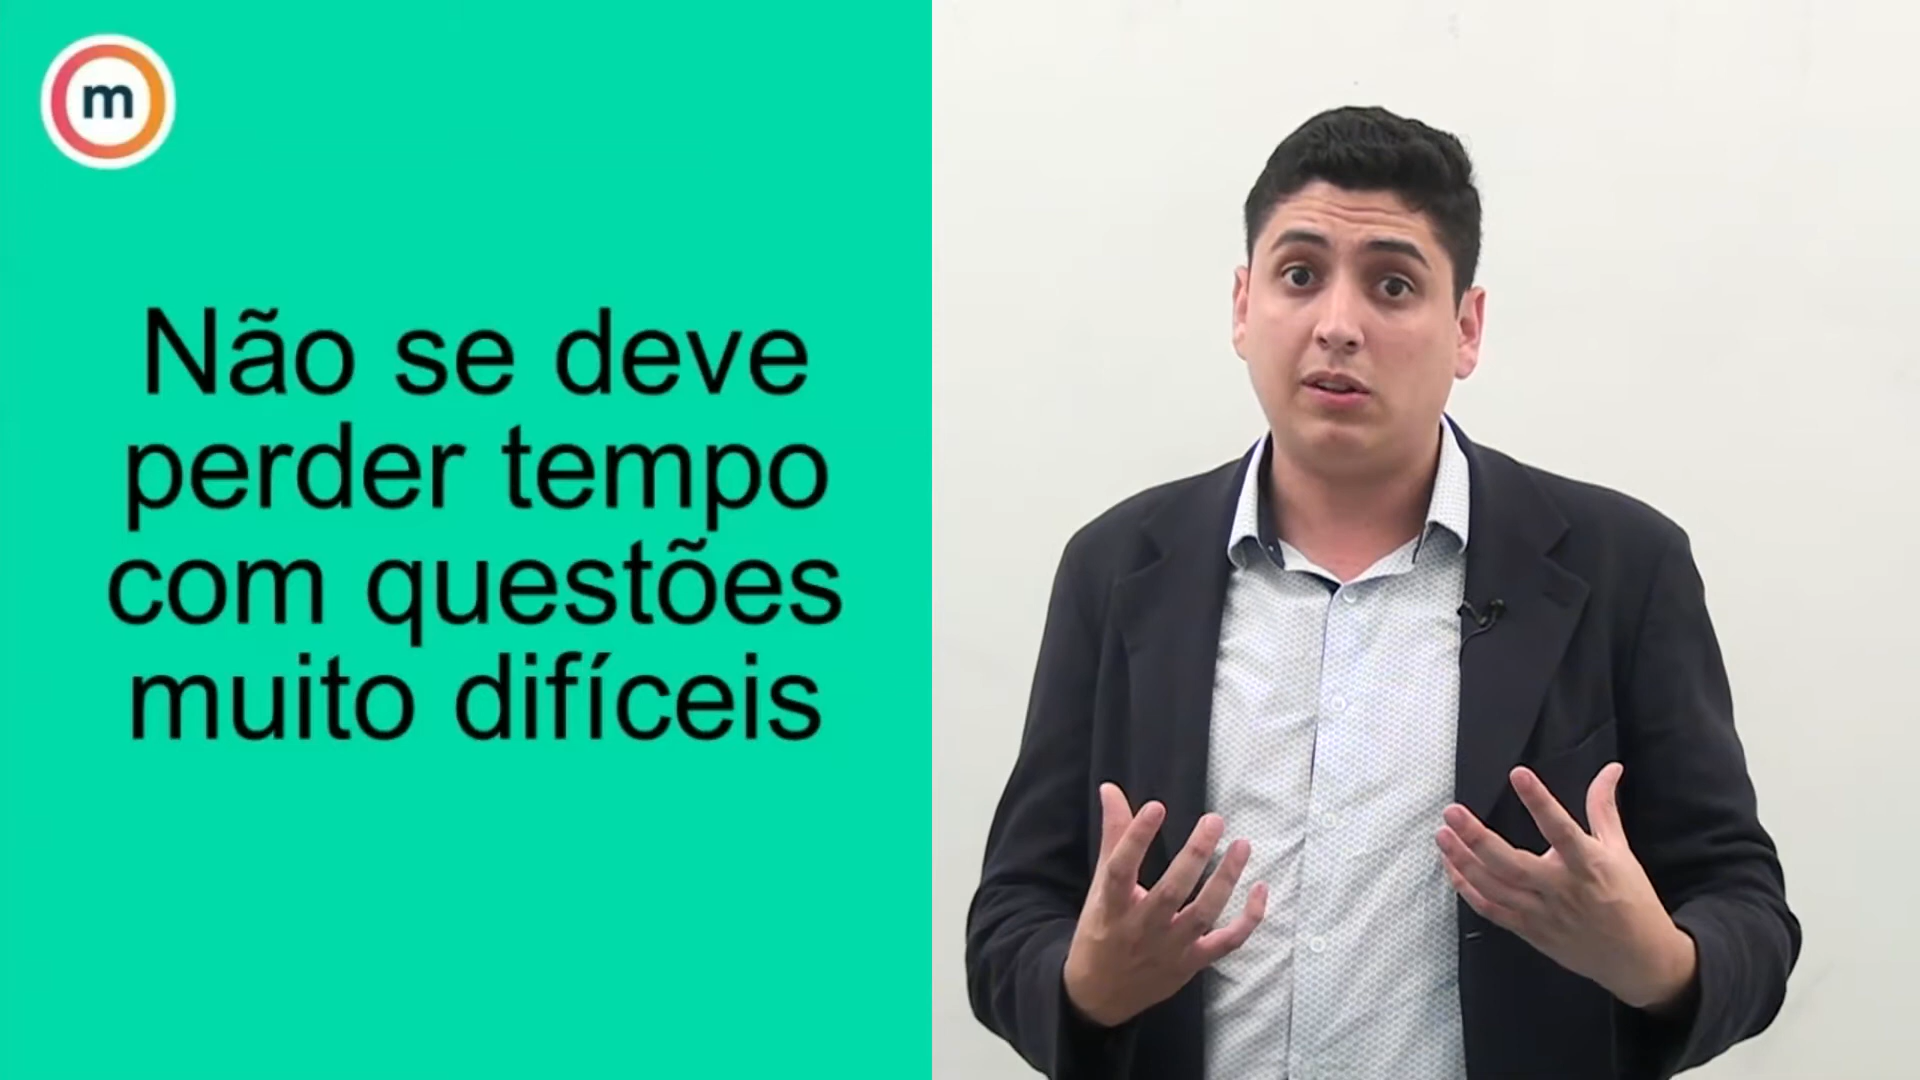 m
Não se deve
perder tempo
com questões
muito difíceis